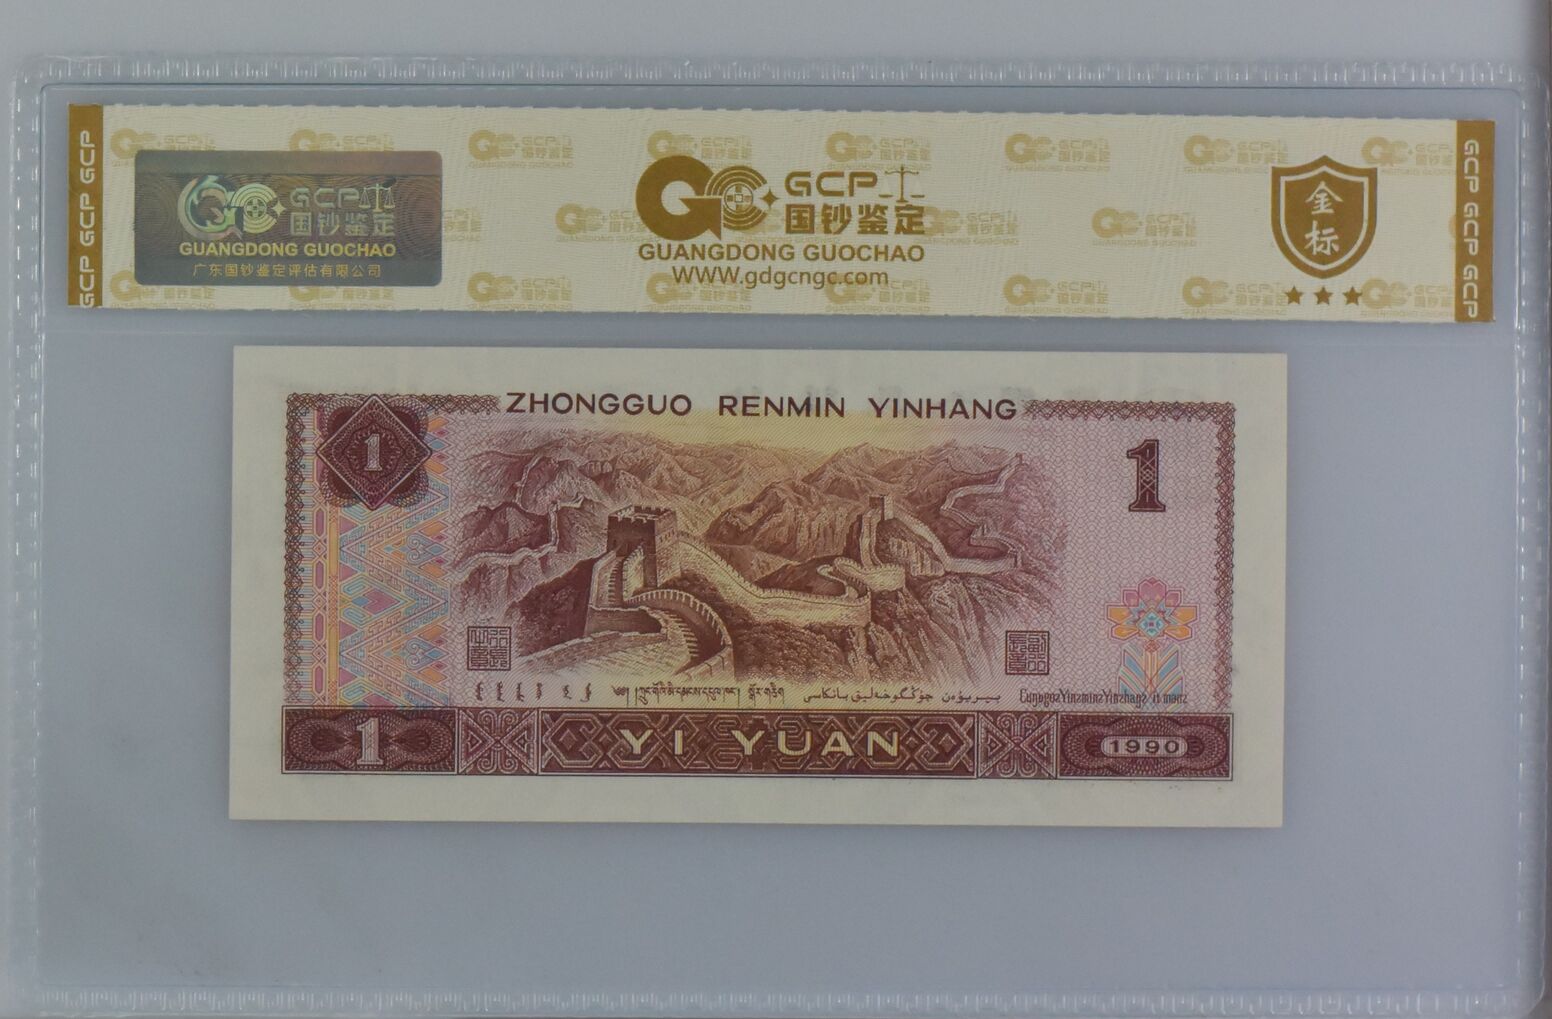 GCP GCP GCP
GCP
国钞鉴定
GUANGDONG GUOCHAO
广东国钞鉴定评估有限公司
GCP
国钞鉴定
GUANGDONG GUOCHAO
WWW.gdgcngc.com
金
标
GCP GCP GCP
ZHONGGUO RENMIN YINHANG
1
1
1
YI YUAN
1990